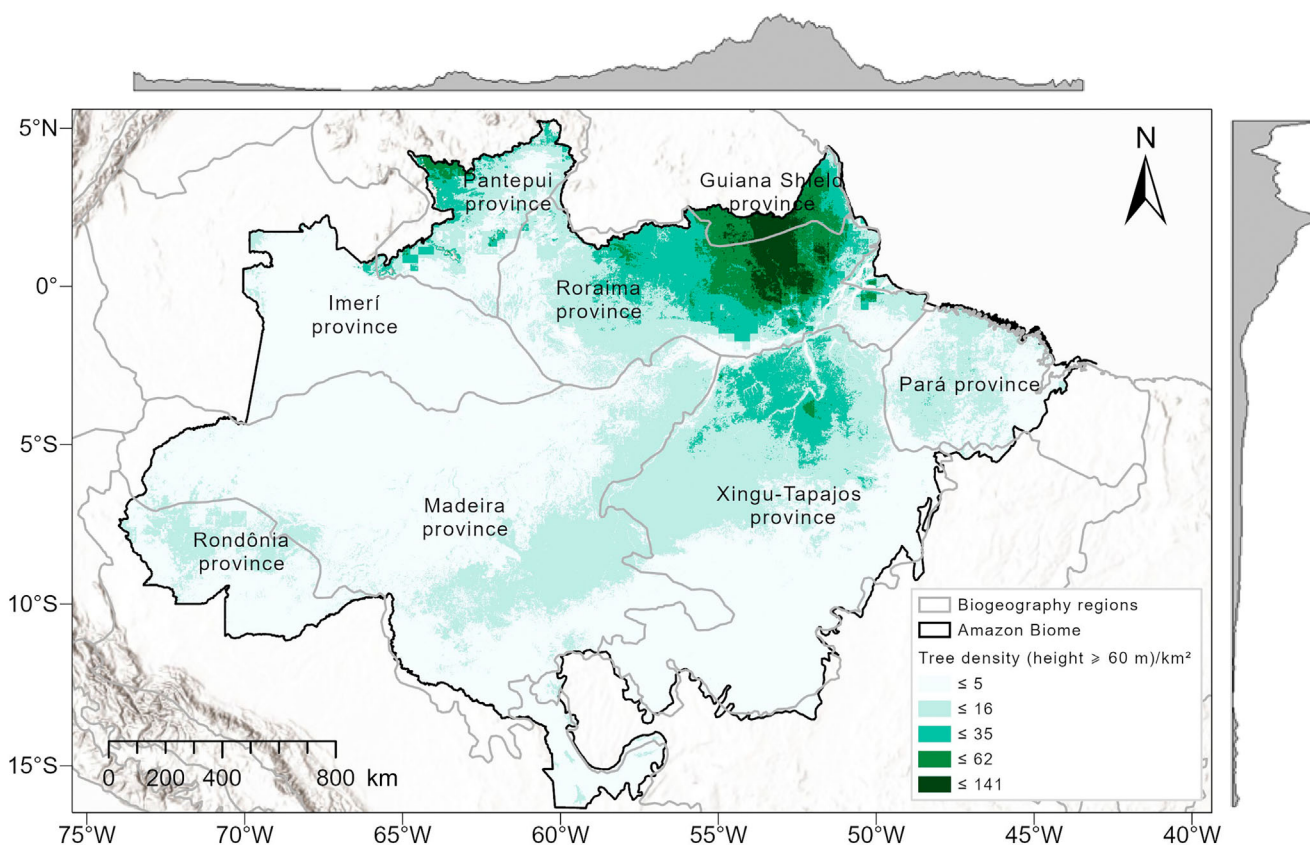 5°N
0°
5°S
10°S
15°S
N
Pantepui
province
Guiana Shield
province
Imerí
province
Roraima
province
Pará province
Madeira
province
Xingu-Tapajos
province
Rondônia
province
Biogeography regions
Amazon Biome
Tree density (height ⩾ 60 m)/km²
≤ 5
≤ 16
≤ 35
≤ 62
≤ 141
0 200 400 800 km
75°W 70°W 65°W 60°W 55°W 50°W 45°W 40°W